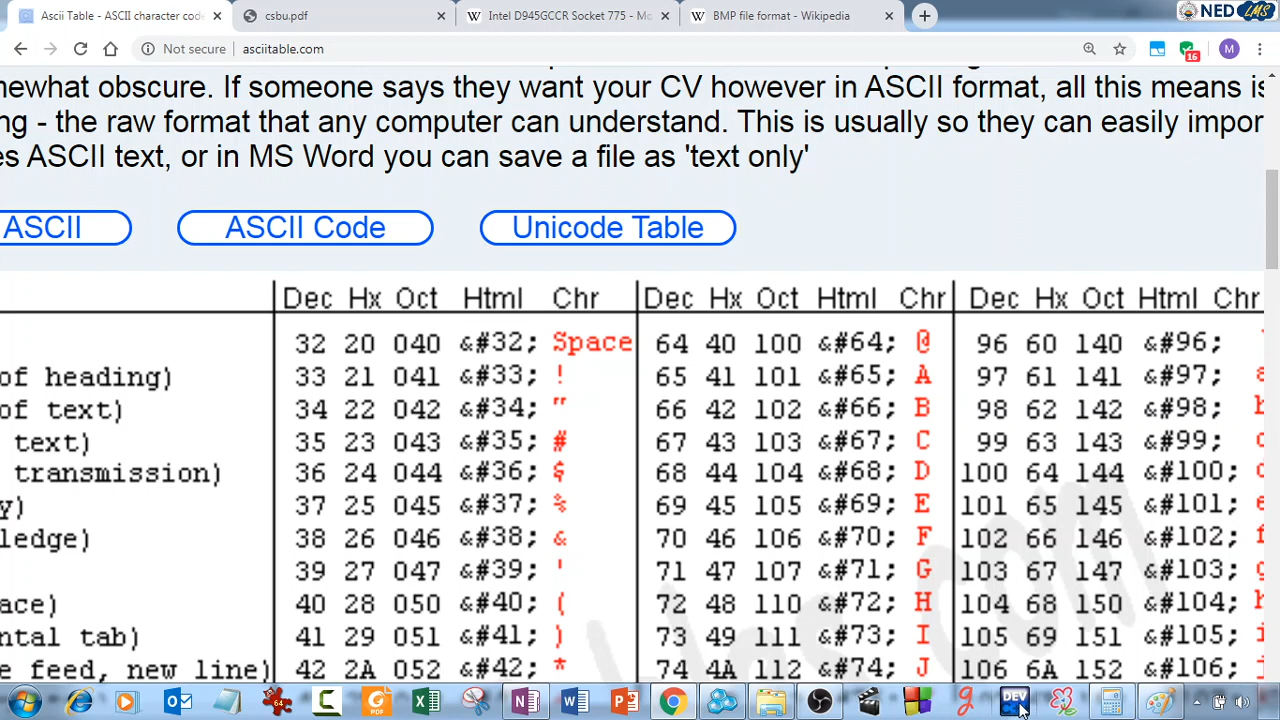 Ascii Table - ASCII character code
csbu.pdf
Intel D945GCCR Socket 775 - Mo
BMP file format - Wikipedia
NED LMS
Not secure | asciitable.com
16
M
mewhat obscure. If someone says they want your CV however in ASCII format, all this means is
ng - the raw format that any computer can understand. This is usually so they can easily impor
es ASCII text, or in MS Word you can save a file as 'text only'
ASCII
ASCII Code
Unicode Table
Dec Hx Oct Html Chr Dec Hx Oct Html Chr Dec Hx Oct Html Chr
32 20 040 &#32; Space 64 40 100 &#64; @ 96 60 140 &#96; `
of heading) 33 21 041 &#33; ! 65 41 101 &#65; A 97 61 141 &#97; a
of text) 34 22 042 &#34; " 66 42 102 &#66; B 98 62 142 &#98; b
text) 35 23 043 &#35; # 67 43 103 &#67; C 99 63 143 &#99; c
transmission) 36 24 044 &#36; $ 68 44 104 &#68; D 100 64 144 &#100; d
y) 37 25 045 &#37; % 69 45 105 &#69; E 101 65 145 &#101; e
ledge) 38 26 046 &#38; & 70 46 106 &#70; F 102 66 146 &#102; f
39 27 047 &#39; ' 71 47 107 &#71; G 103 67 147 &#103; g
ace) 40 28 050 &#40; ( 72 48 110 &#72; H 104 68 150 &#104; h
ntal tab) 41 29 051 &#41; ) 73 49 111 &#73; I 105 69 151 &#105; i
e feed, new line) 42 2A 052 &#42; * 74 4A 112 &#74; J 106 6A 152 &#106; j
64
PDF
DEV